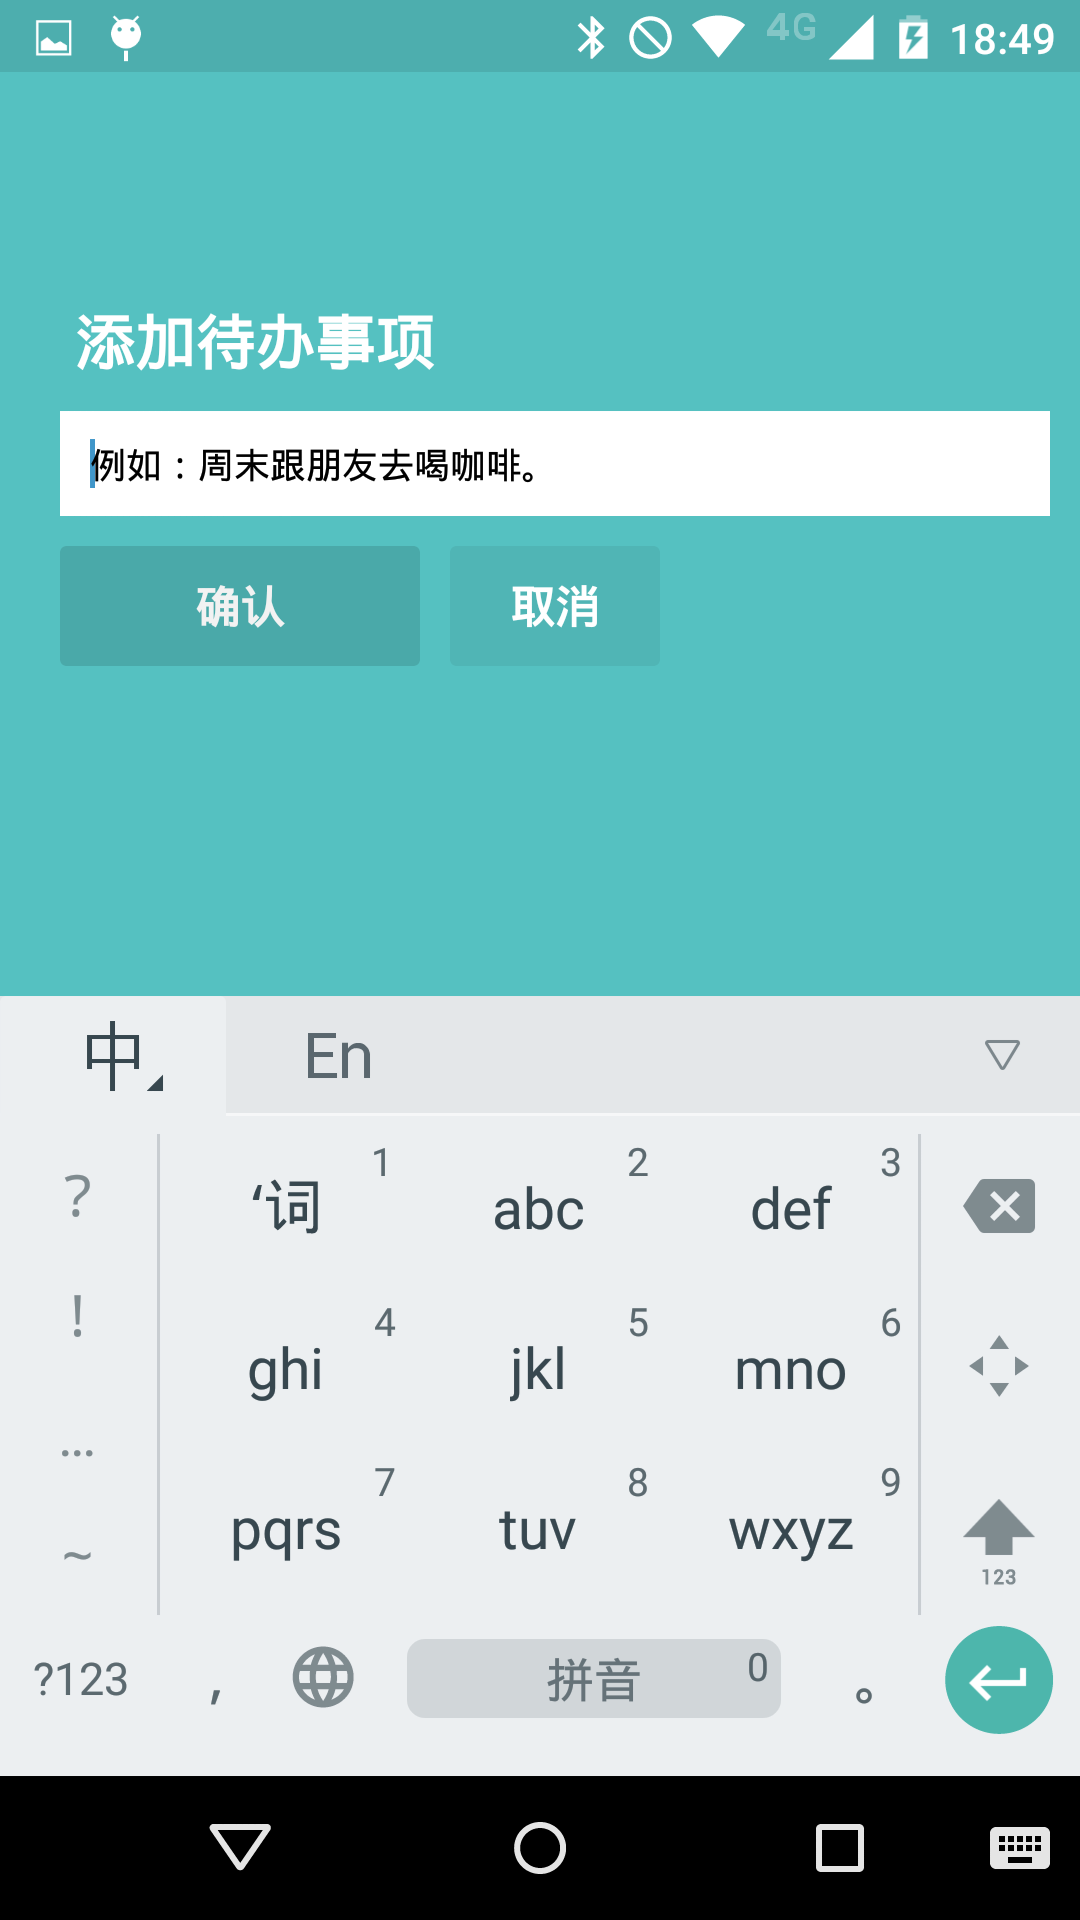 4G 18:49
添加待办事项
例如：周末跟朋友去喝咖啡。
确认 取消
中 En
? ‘词 1 abc 2 def 3
! ghi 4 jkl 5 mno 6
… pqrs 7 tuv 8 wxyz 9
~ 123
?123 , 拼音 0 。